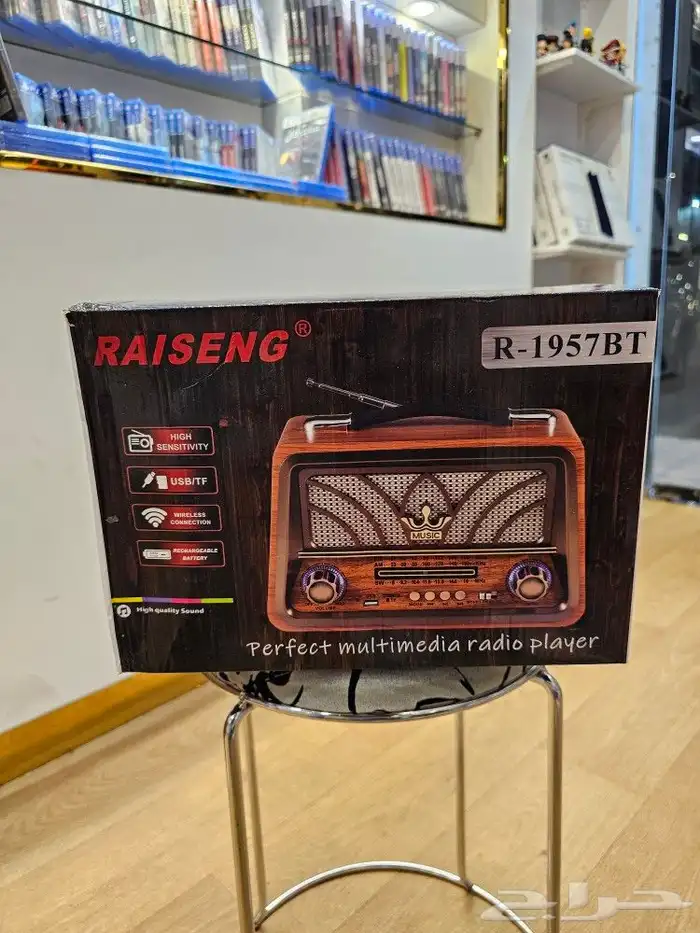 RAISENG®
R-1957BT
HIGH
SENSITIVITY
USB/TF
WIRELESS
CONNECTION
RECHARGEABLE
BATTERY
High quality Sound
MUSIC
VOLUME
Perfect multimedia radio player
حراج